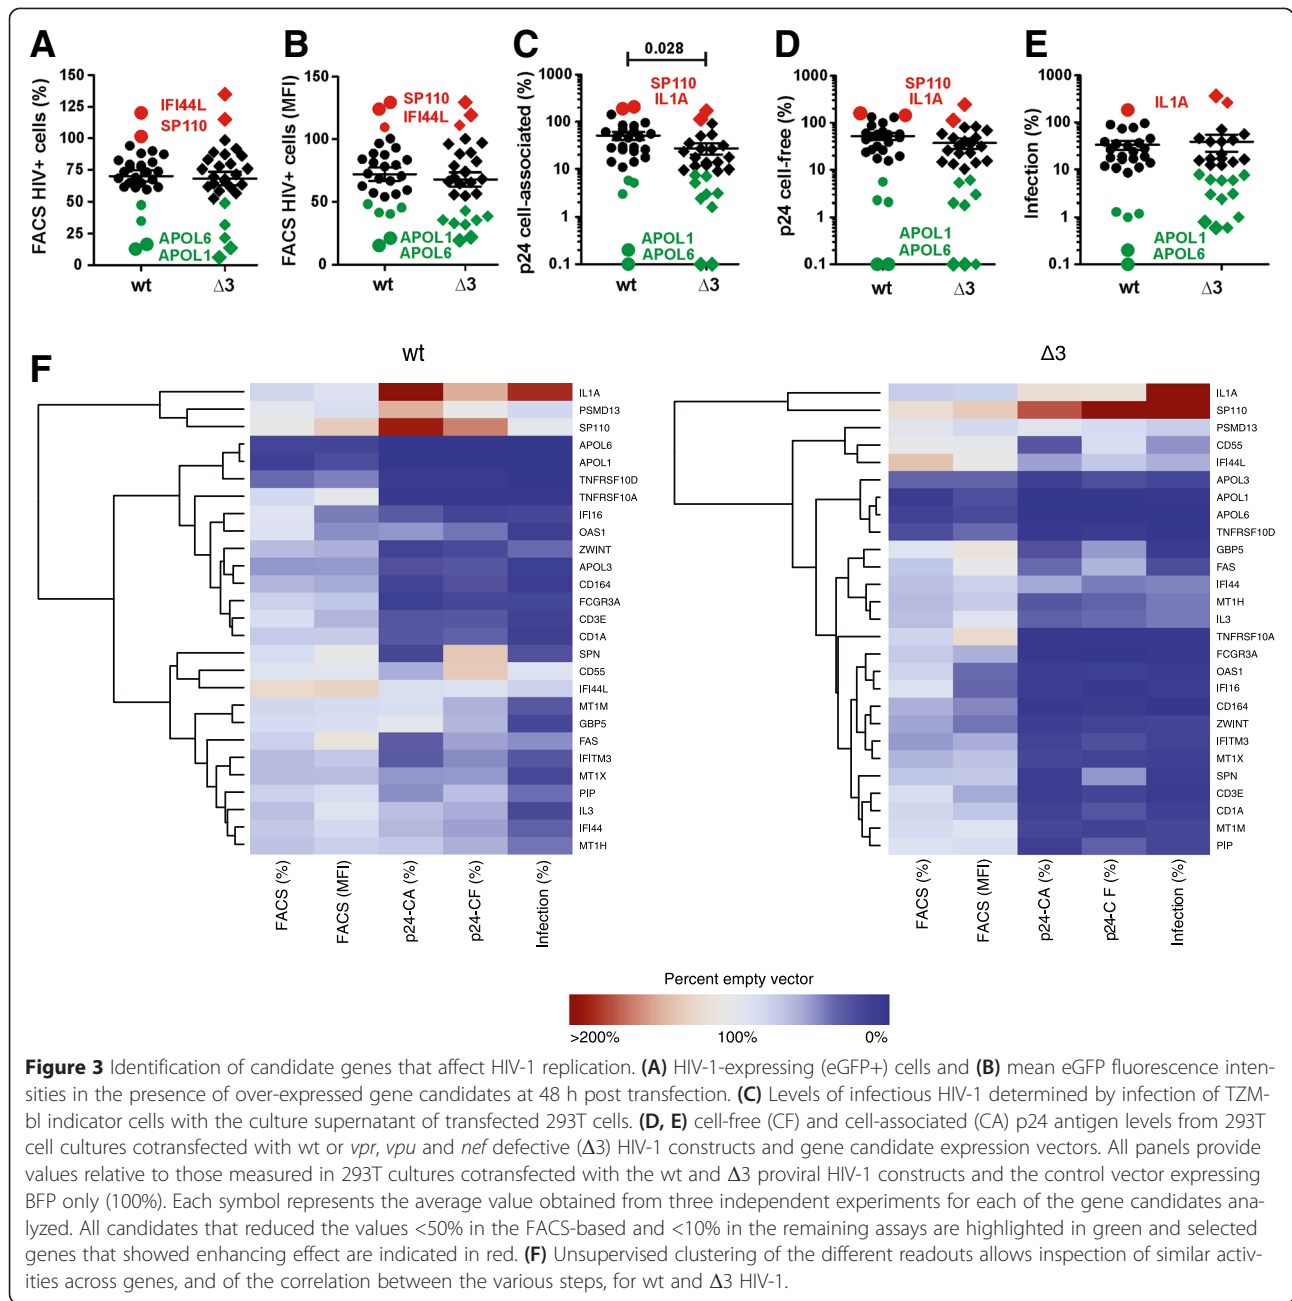 A
FACS HIV+ cells (%)
150
125
100
75
50
25
0
IFI44L
SP110
APOL6
APOL1
wt
Δ3
B
FACS HIV+ cells (MFI)
150
100
50
0
SP110
IFI44L
APOL1
APOL6
wt
Δ3
C
p24 cell-associated (%)
1000
100
10
1
0.1
0.028
SP110
IL1A
APOL1
APOL6
wt
Δ3
D
p24 cell-free (%)
1000
100
10
1
0.1
SP110
IL1A
APOL1
APOL6
wt
Δ3
E
Infection (%)
1000
100
10
1
0.1
IL1A
APOL1
APOL6
wt
Δ3
F
wt
IL1A
PSMD13
SP110
APOL6
APOL1
TNFRSF10D
TNFRSF10A
IFI16
OAS1
ZWINT
APOL3
CD164
FCGR3A
CD3E
CD1A
SPN
CD55
IFI44L
MT1M
GBP5
FAS
IFITM3
MT1X
PIP
IL3
IFI44
MT1H
FACS (%)
FACS (MFI)
p24-CA (%)
p24-CF (%)
Infection (%)
Δ3
IL1A
SP110
PSMD13
CD55
IFI44L
APOL3
APOL1
APOL6
TNFRSF10D
GBP5
FAS
IFI44
MT1H
IL3
TNFRSF10A
FCGR3A
OAS1
IFI16
CD164
ZWINT
IFITM3
MT1X
SPN
CD3E
CD1A
MT1M
PIP
FACS (%)
FACS (MFI)
p24-CA (%)
p24-C F (%)
Infection (%)
Percent empty vector
>200% 100% 0%
Figure 3 Identification of candidate genes that affect HIV-1 replication. (A) HIV-1-expressing (eGFP+) cells and (B) mean eGFP fluorescence inten-
sities in the presence of over-expressed gene candidates at 48 h post transfection. (C) Levels of infectious HIV-1 determined by infection of TZM-
bl indicator cells with the culture supernatant of transfected 293T cells. (D, E) cell-free (CF) and cell-associated (CA) p24 antigen levels from 293T
cell cultures cotransfected with wt or vpr, vpu and nef defective (Δ3) HIV-1 constructs and gene candidate expression vectors. All panels provide
values relative to those measured in 293T cultures cotransfected with the wt and Δ3 proviral HIV-1 constructs and the control vector expressing
BFP only (100%). Each symbol represents the average value obtained from three independent experiments for each of the gene candidates ana-
lyzed. All candidates that reduced the values <50% in the FACS-based and <10% in the remaining assays are highlighted in green and selected
genes that showed enhancing effect are indicated in red. (F) Unsupervised clustering of the different readouts allows inspection of similar activ-
ities across genes, and of the correlation between the various steps, for wt and Δ3 HIV-1.